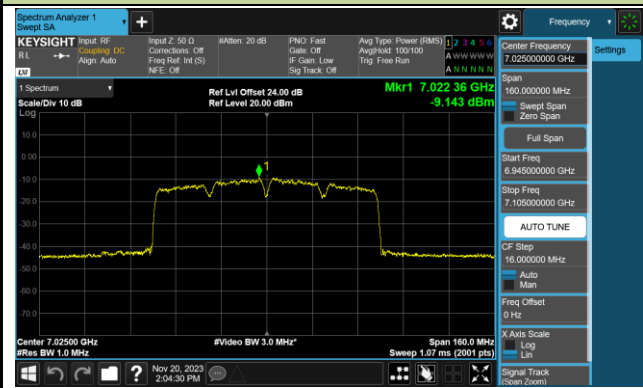 Spectrum Analyzer 1
Swept SA
Frequency
KEYSIGHT
Input: RF
Coupling: DC
Align: Auto
Input Z: 50 Ω
Corrections: Off
Freq Ref: Int (S)
NFE: Off
#Atten: 20 dB
PNO: Fast
Gate: Off
IF Gain: Low
Sig Track: Off
Avg Type: Power (RMS)
Avg|Hold: 100/100
Trig: Free Run
1 2 3 4 5 6
A W W W W W
A N N N N N
RL
LXI
1 Spectrum
Scale/Div 10 dB
Log
Ref Lvl Offset 24.00 dB
Ref Level 20.00 dBm
Mkr1 7.022 36 GHz
-9.143 dBm
10.0
0.00
-10.0
-20.0
-30.0
-40.0
-50.0
-60.0
-70.0
1
Center 7.02500 GHz
#Res BW 1.0 MHz
#Video BW 3.0 MHz*
Span 160.0 MHz
Sweep 1.07 ms (2001 pts)
Nov 20, 2023
2:04:30 PM
Center Frequency
7.02500000 GHz
Span
160.000000 MHz
Swept Span
Zero Span
Full Span
Start Freq
6.94500000 GHz
Stop Freq
7.10500000 GHz
AUTO TUNE
CF Step
16.000000 MHz
Auto
Man
Freq Offset
0 Hz
X Axis Scale
Log
Lin
Signal Track
(Span Zoom)
Settings